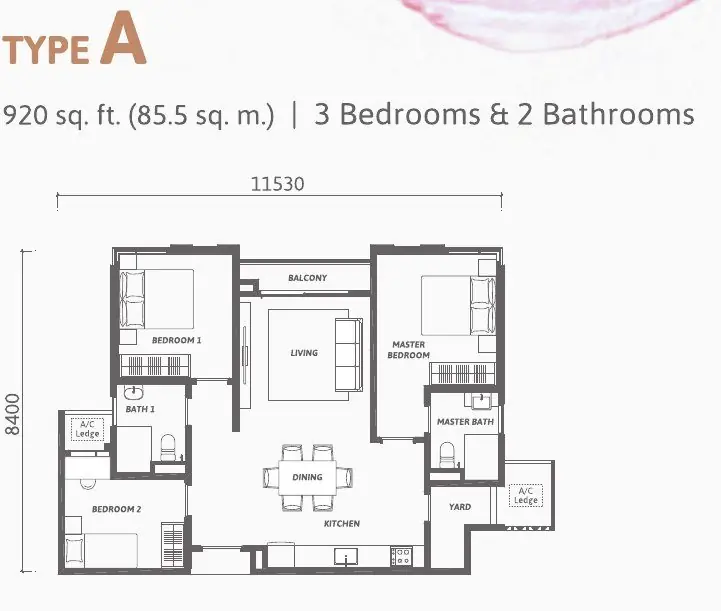 TYPE A
920 sq. ft. (85.5 sq. m.) | 3 Bedrooms & 2 Bathrooms
11530
8400
BALCONY
BEDROOM 1
LIVING
MASTER
BEDROOM
BATH 1
MASTER BATH
A/C
Ledge
DINING
BEDROOM 2
KITCHEN
YARD
A/C
Ledge